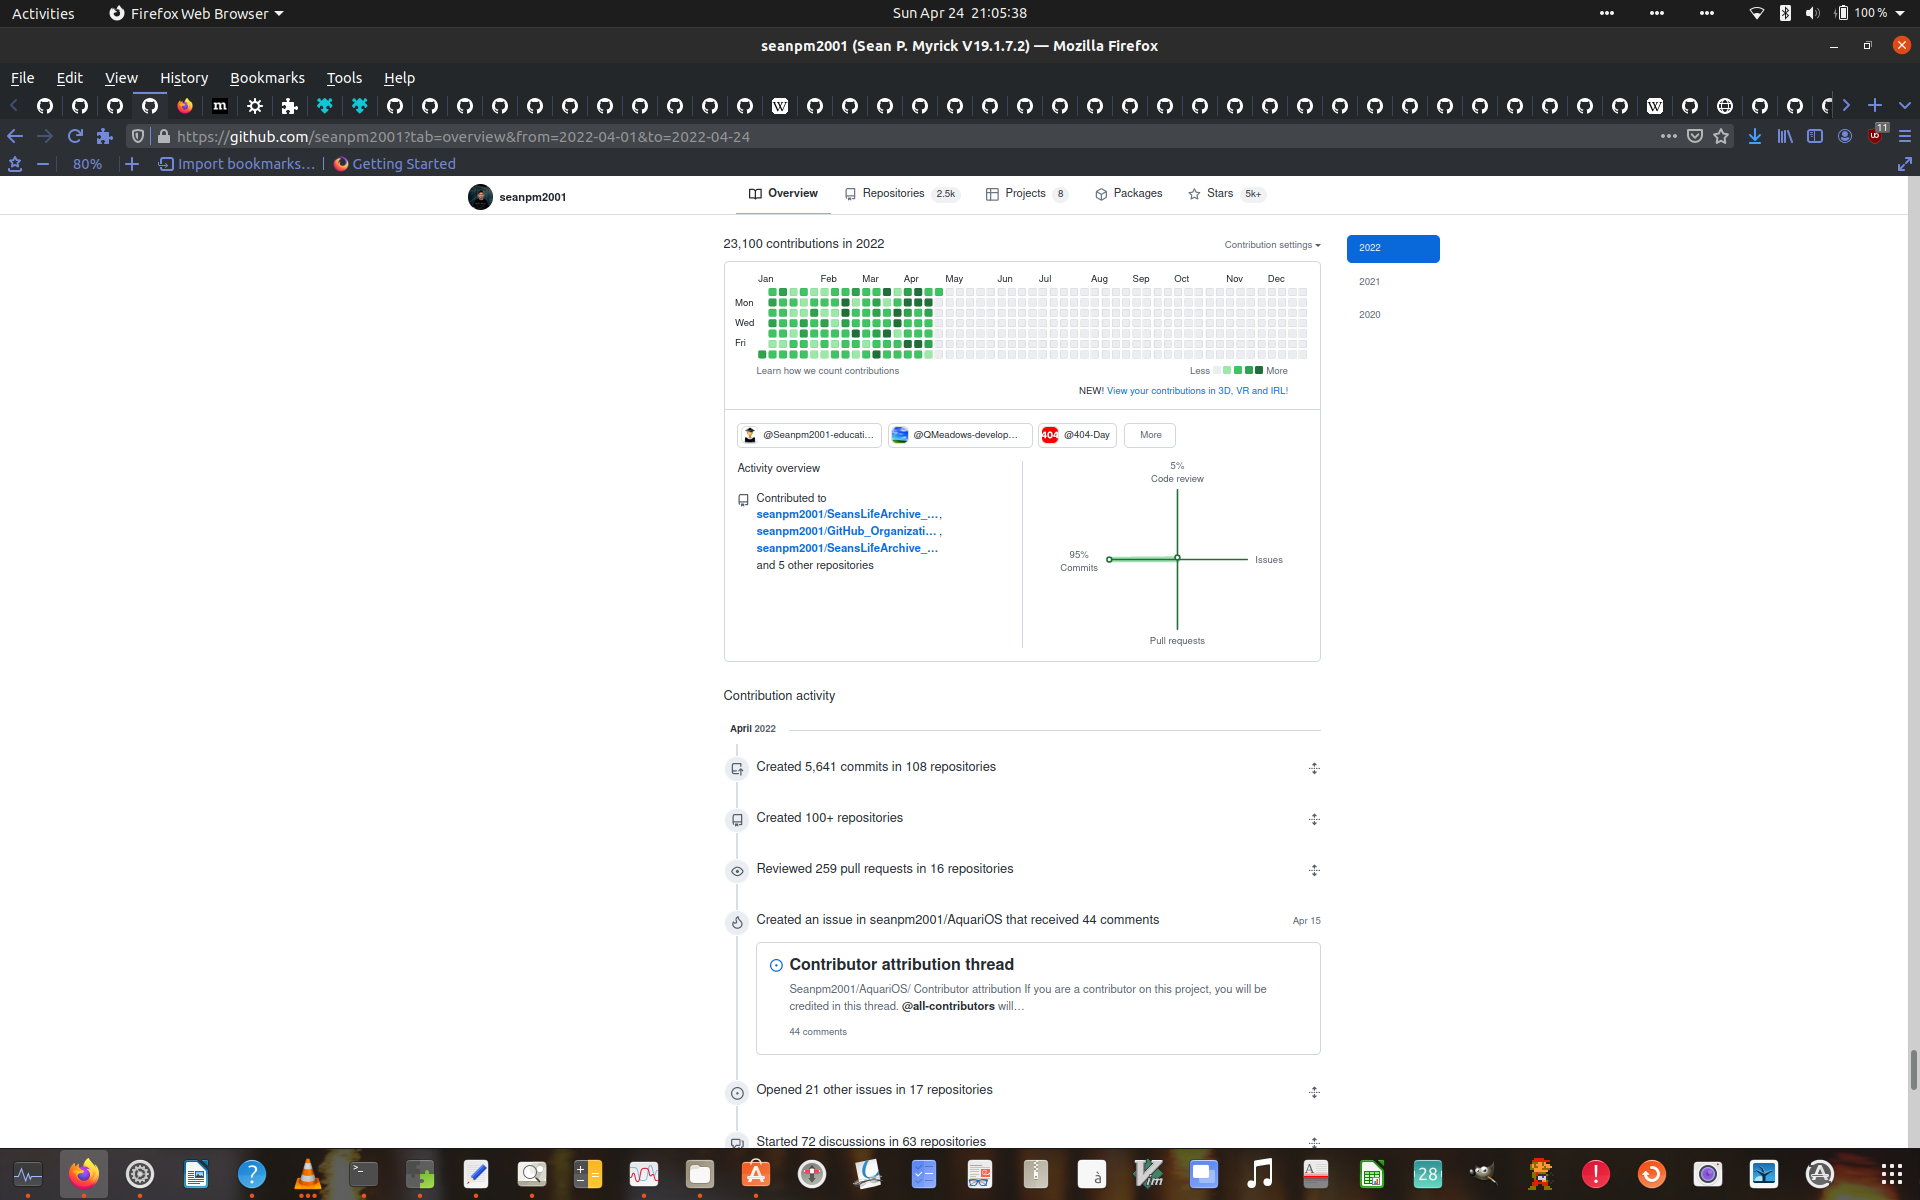 Activities
Firefox Web Browser
Sun Apr 24 21:05:38
100 %
seanpm2001 (Sean P. Myrick V19.1.7.2) — Mozilla Firefox
File Edit View History Bookmarks Tools Help
https://github.com/seanpm2001?tab=overview&from=2022-04-01&to=2022-04-24
11
80%
Import bookmarks…
Getting Started
seanpm2001
Overview
Repositories 2.5k
Projects 8
Packages
Stars 5k+
23,100 contributions in 2022
Contribution settings
2022
2021
2020
Jan Feb Mar Apr May Jun Jul Aug Sep Oct Nov Dec
Mon
Wed
Fri
Learn how we count contributions
Less More
NEW! View your contributions in 3D, VR and IRL!
@Seanpm2001-educati…
@QMeadows-develop…
404 @404-Day
More
Activity overview
Contributed to
seanpm2001/SeansLifeArchive_… ,
seanpm2001/GitHub_Organizati… ,
seanpm2001/SeansLifeArchive_…
and 5 other repositories
5%
Code review
95%
Commits
Issues
Pull requests
Contribution activity
April 2022
Created 5,641 commits in 108 repositories
Created 100+ repositories
Reviewed 259 pull requests in 16 repositories
Created an issue in seanpm2001/AquariOS that received 44 comments
Apr 15
Contributor attribution thread
Seanpm2001/AquariOS/ Contributor attribution If you are a contributor on this project, you will be
credited in this thread. @all-contributors will…
44 comments
Opened 21 other issues in 17 repositories
Started 72 discussions in 63 repositories
28